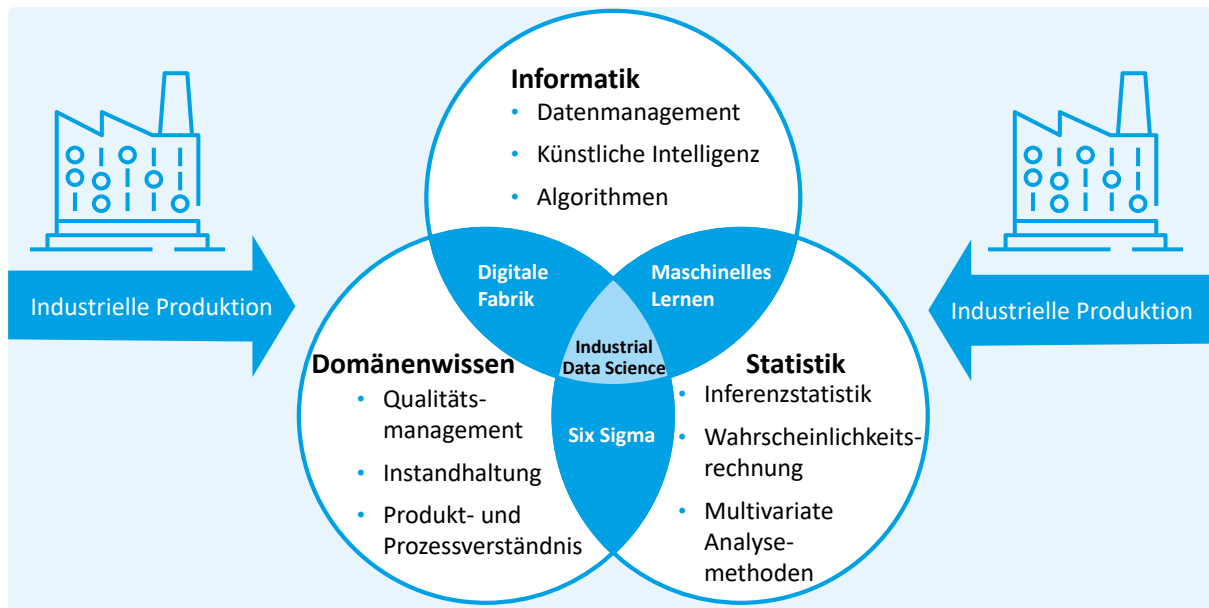 Informatik
• Datenmanagement
• Künstliche Intelligenz
• Algorithmen
Digitale
Fabrik
Maschinelles
Lernen
Industrielle Produktion
Industrielle Produktion
Industrial
Data Science
Domänenwissen
• Qualitäts-
management
• Instandhaltung
• Produkt- und
Prozessverständnis
Six Sigma
Statistik
• Inferenzstatistik
• Wahrscheinlichkeits-
rechnung
• Multivariate
Analyse-
methoden